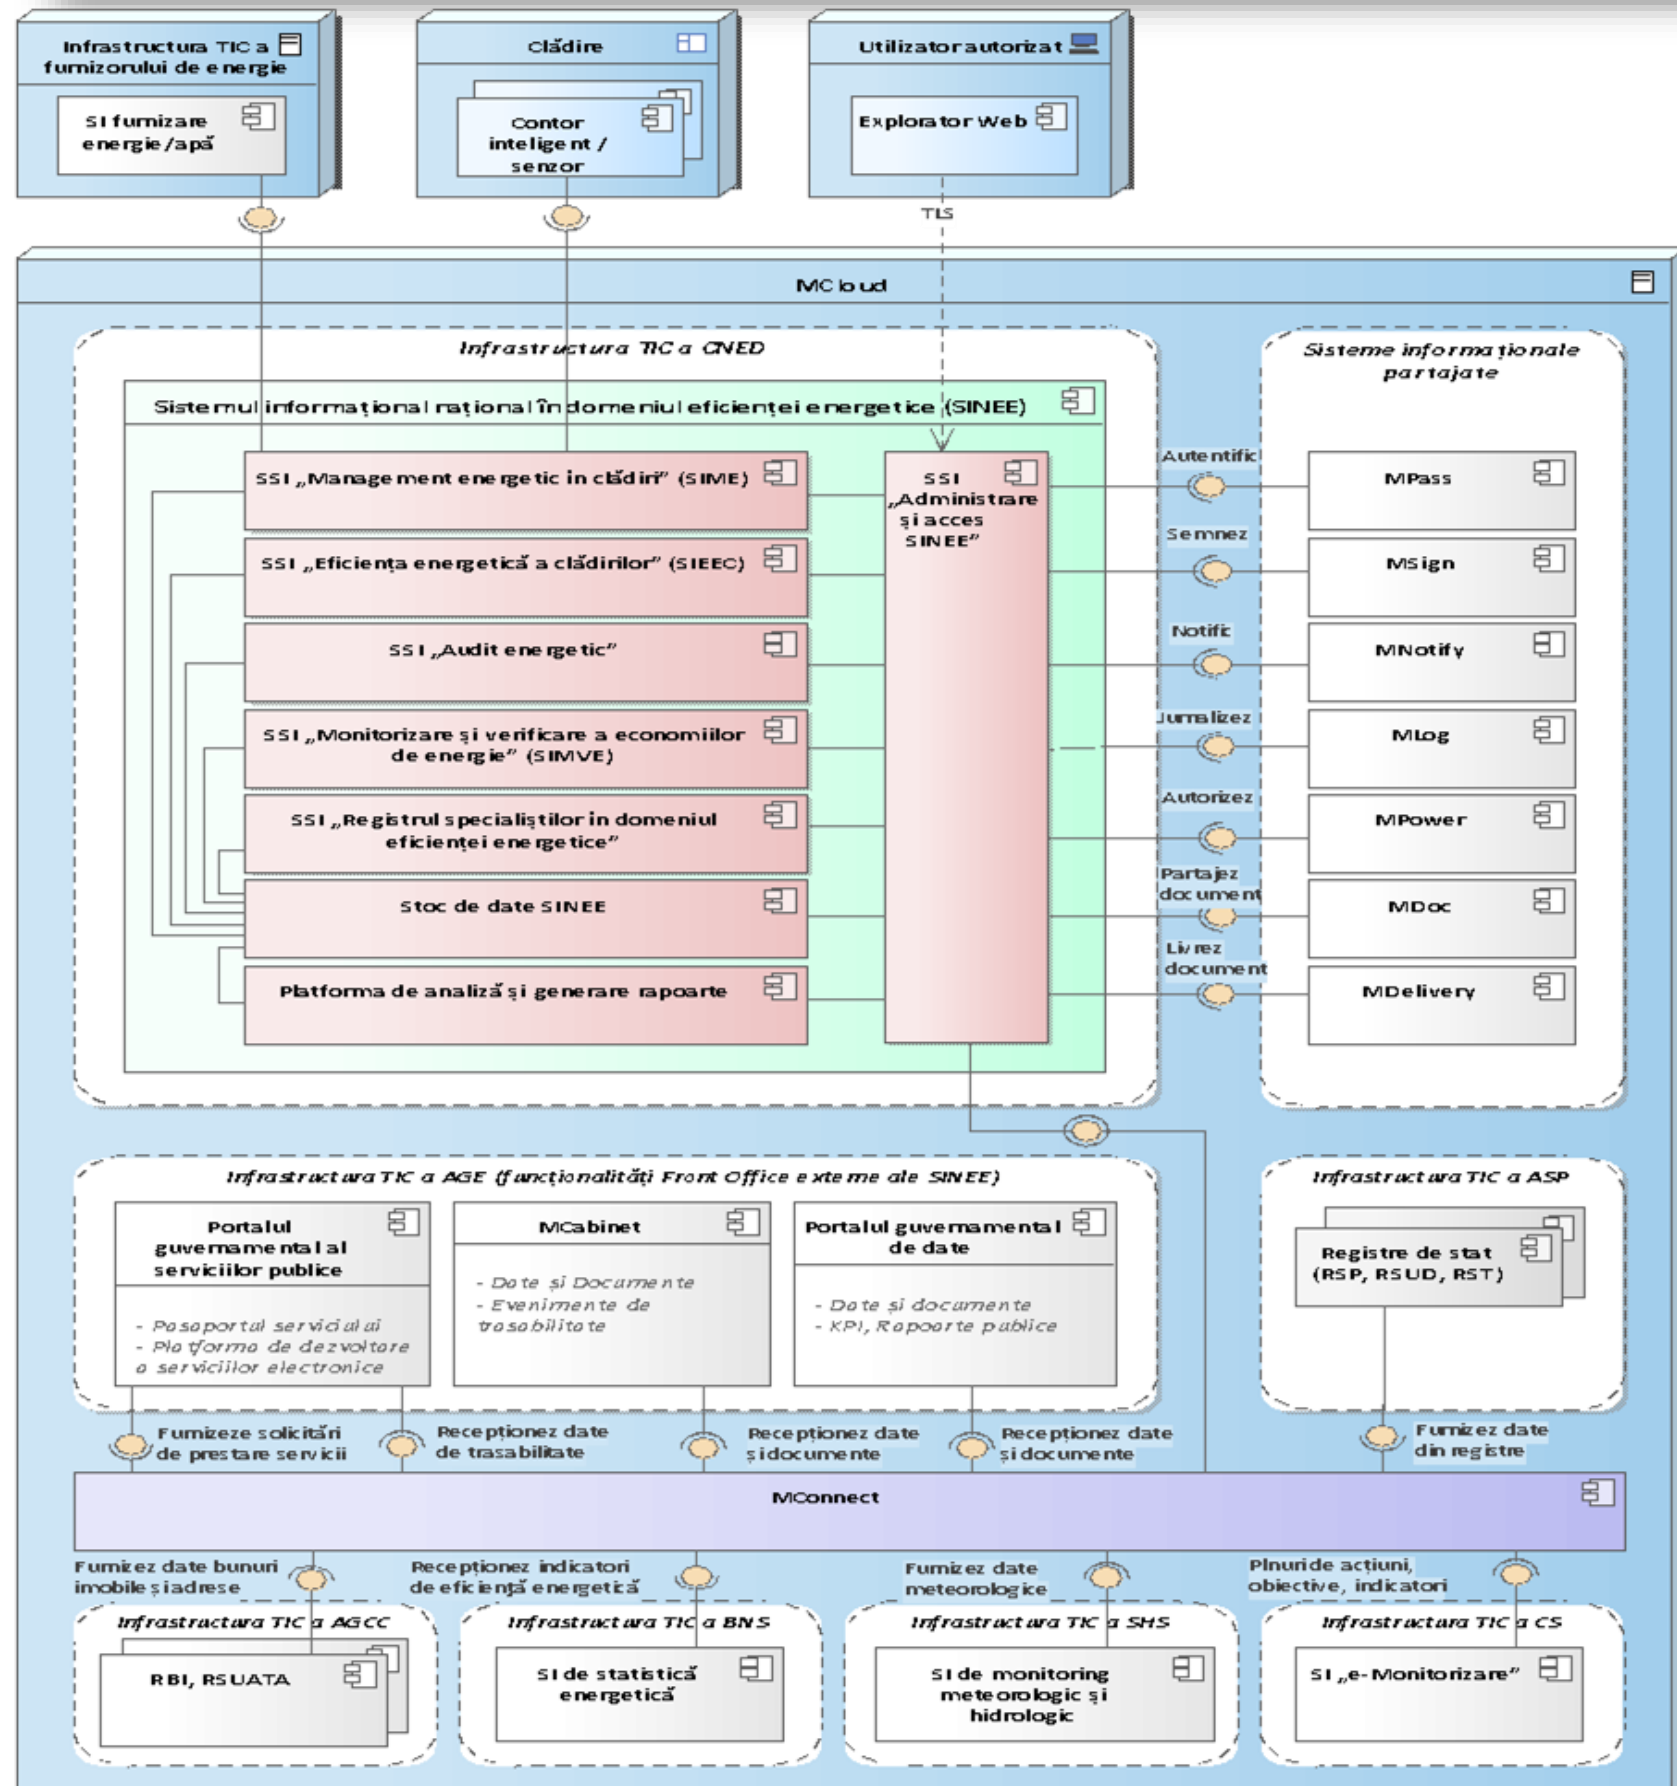 Infrastructura TIC a
furnizorului de energie
SI furnizare
energie/apă
Clădire
Contor
inteligent /
senzor
Utilizator autorizat
Explorator Web
TLS
MCloud
Infrastructura TIC a CNED
Sistemul informațional național în domeniul eficienței energetice (SINEE)
SSI „Management energetic in clădiri” (SIME)
SSI „Eficiența energetică a clădirilor” (SIEEC)
SSI „Audit energetic”
SSI „Monitorizare și verificare a economiilor
de energie” (SIMVE)
SSI „Registrul specialiștilor in domeniul
eficienței energetice”
Stoc de date SINEE
Platforma de analiză și generare rapoarte
SSI
„Administrare
și acces
SINEE”
Autentific
Semnez
Notific
Jurnalizez
Autorizez
Partajez
document
Livrez
document
Sisteme informaționale
partajate
MPass
MSign
MNotify
MLog
MPower
MDoc
MDelivery
Infrastructura TIC a AGE (funcționalități Front Office externe ale SINEE)
Portalul
guvernamental al
serviciilor publice
- Pasaportul serviciului
- Platforma de dezvoltare
a serviciilor electronice
MCabinet
- Date și Documente
- Evenimente de
trasabilitate
Portalul guvernamental
de date
- Date și documente
- KPI, Rapoarte publice
Infrastructura TIC a ASP
Registre de stat
(RSP, RSUD, RST)
Furnizeze solicitări
de prestare servicii
Recepționez date
de trasabilitate
Recepționez date
și documente
Recepționez date
și documente
Furnizez date
din registre
MConnect
Furnizez date bunuri
imobile și adrese
Recepționez indicatori
de eficiență energetică
Furnizez date
meteorologice
Plnuri de acțiuni,
obiective, indicatori
Infrastructura TIC a AGCC
RBI, RSUATA
Infrastructura TIC a BNS
SI de statistică
energetică
Infrastructura TIC a SHS
SI de monitoring
meteorologic și
hidrologic
Infrastructura TIC a CS
SI „e-Monitorizare”